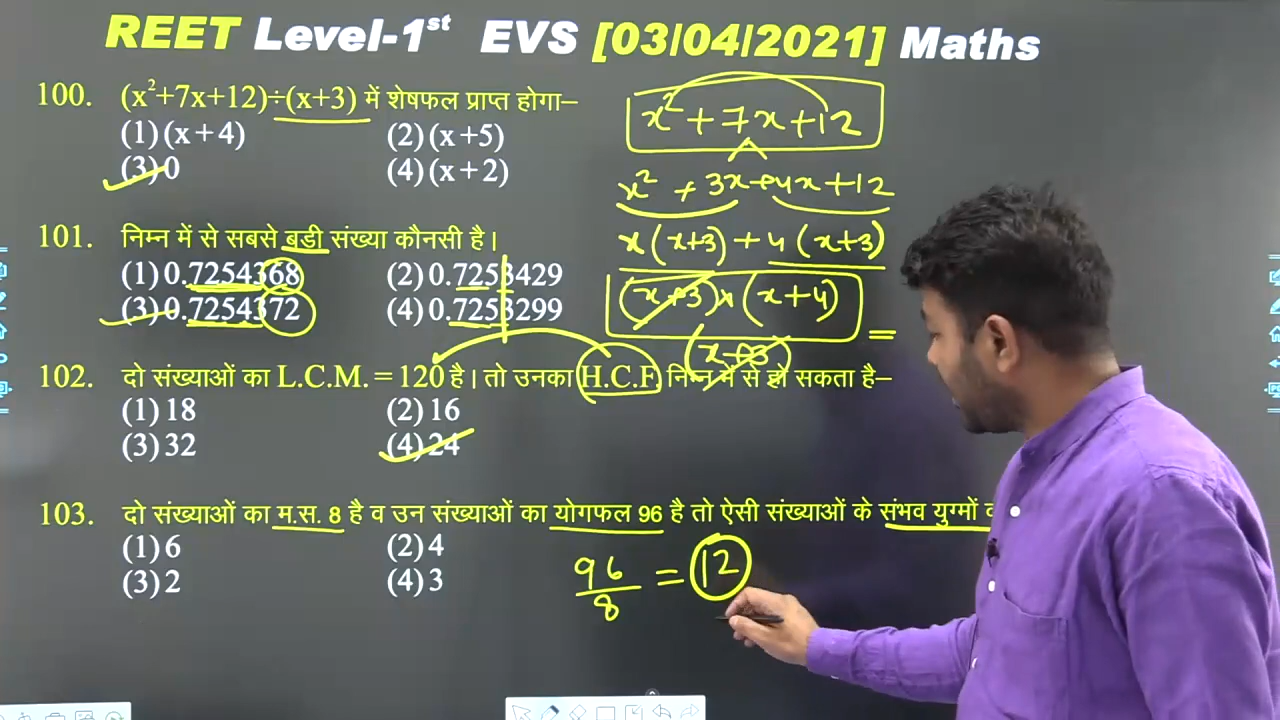 REET Level-1st EVS [03/04/2021] Maths
100. (x²+7x+12)÷(x+3) में शेषफल प्राप्त होगा–
(1) (x + 4) (2) (x +5)
(3) 0 (4) (x + 2)
x² + 7x + 12
x² + 3x + 4x + 12
x (x+3) + 4 (x+3)
(x+3) x (x+4) =
(x+3)
101. निम्न में से सबसे बडी संख्या कौनसी है।
(1) 0.7254368 (2) 0.7253429
(3) 0.7254372 (4) 0.7253299
102. दो संख्याओं का L.C.M. = 120 है। तो उनका H.C.F. निम्न में से हो सकता है–
(1) 18 (2) 16
(3) 32 (4) 24
103. दो संख्याओं का म.स. 8 है व उन संख्याओं का योगफल 96 है तो ऐसी संख्याओं के संभव युग्मों
(1) 6 (2) 4
(3) 2 (4) 3
96/8 = 12